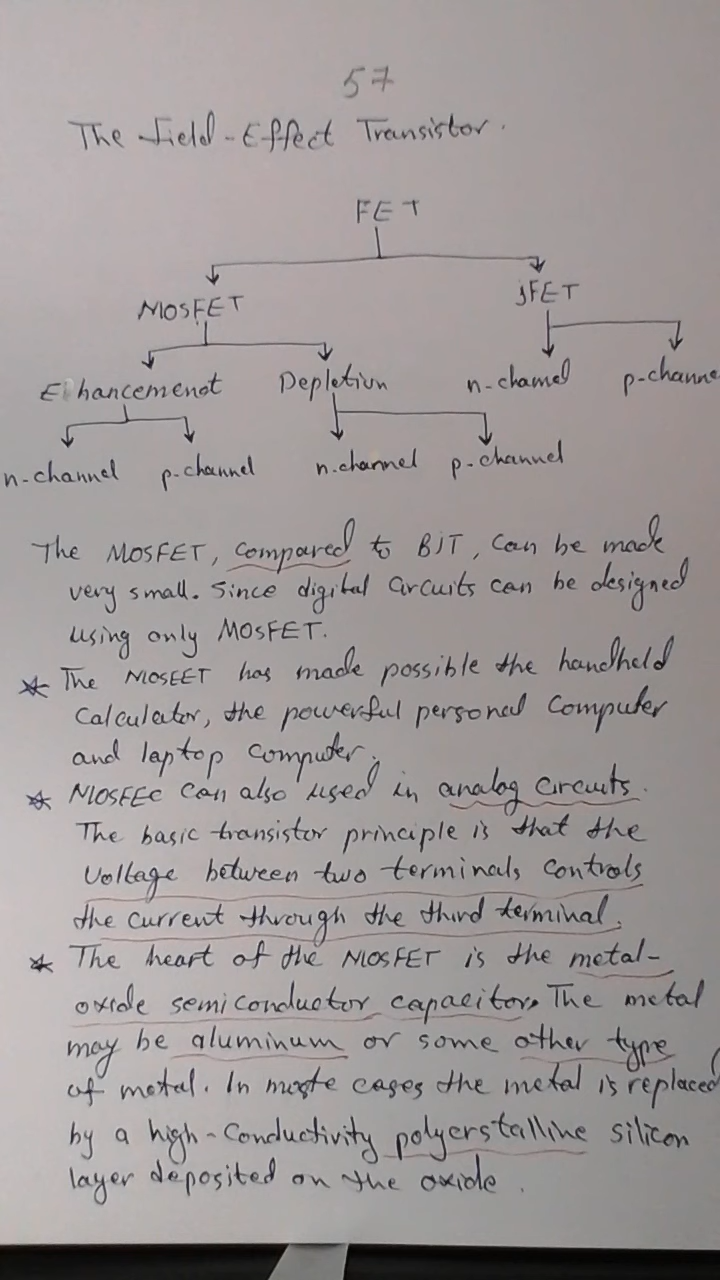 57
The Field-Effect Transistor.
FET
MOSFET JFET
Enhancemenot Depletion n-channel p-channe
n-channel p-channel n.channel p-channel
The MOSFET, compared to BJT, can be made
very small. Since digital circuits can be designed
using only MOSFET.
* The MOSEET has made possible the handheld
calculator, the powerful personal computer
and laptop computer.
* MOSFEC can also used in analog circuits.
The basic transistor principle is that the
Voltage between two terminals controls
the current through the third terminal.
* The heart of the MOSFET is the metal-
oxide semiconductor capacitor. The metal
may be aluminum or some other type
of metal. In moste cases the metal is replaced
by a high-conductivity polycrstalline silicon
layer deposited on the oxide.